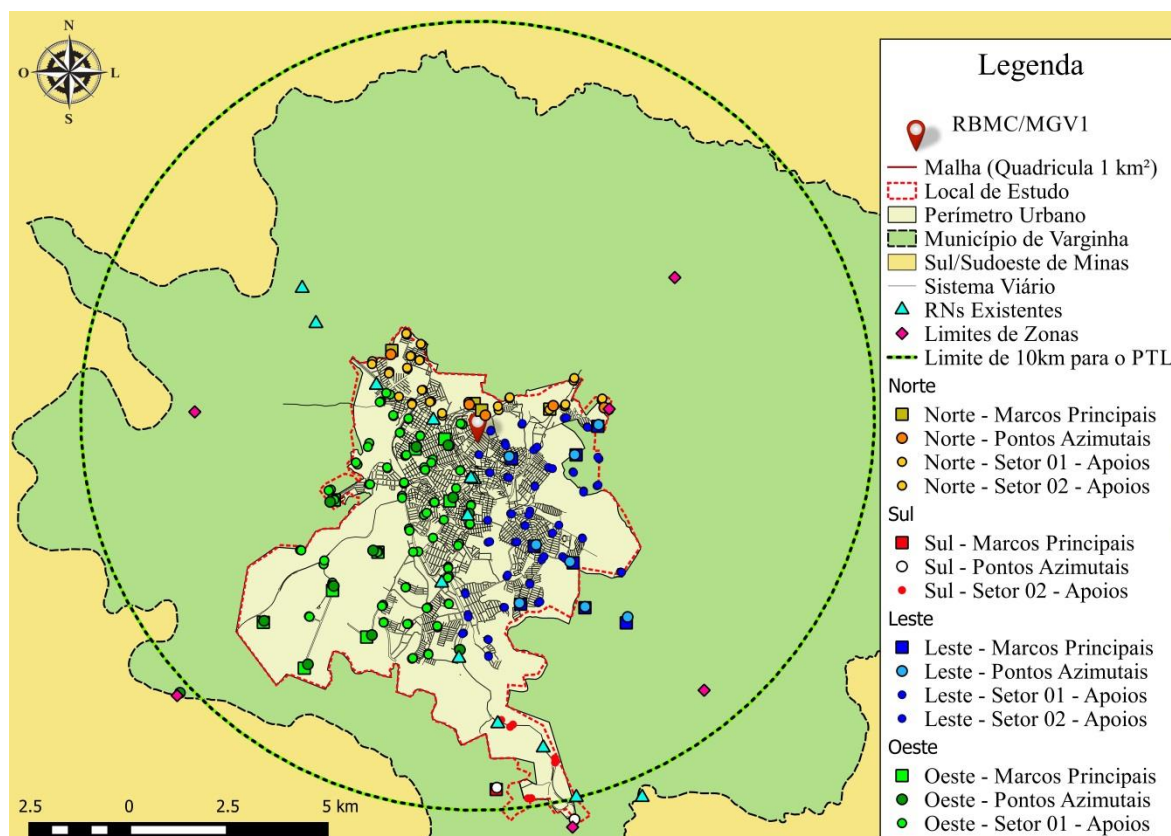 N
O
L
S
Legenda
RBMC/MGV1
Malha (Quadricula 1 km²)
Local de Estudo
Perímetro Urbano
Município de Varginha
Sul/Sudoeste de Minas
Sistema Viário
RNs Existentes
Limites de Zonas
Limite de 10km para o PTL
Norte
Norte - Marcos Principais
Norte - Pontos Azimutais
Norte - Setor 01 - Apoios
Norte - Setor 02 - Apoios
Sul
Sul - Marcos Principais
Sul - Pontos Azimutais
Sul - Setor 02 - Apoios
Leste
Leste - Marcos Principais
Leste - Pontos Azimutais
Leste - Setor 01 - Apoios
Leste - Setor 02 - Apoios
Oeste
Oeste - Marcos Principais
Oeste - Pontos Azimutais
Oeste - Setor 01 - Apoios
2.5 0 2.5 5 km